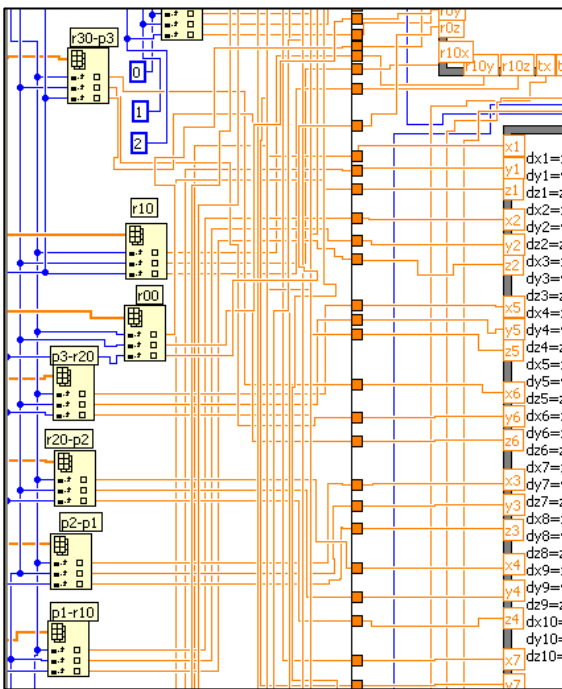 r0y
r0z
r10x
r10y r10z tx
r30-p3
0
1
2
r10
r00
p3-r20
r20-p2
p2-p1
p1-r10
x1
y1
z1
x2
y2
z2
x5
y5
z5
x6
y6
z6
x3
y3
z3
x4
y4
z4
x7
y7
dx1=
dy1=
dz1=z
dx2=
dy2=
dz2=z
dx3=
dy3=
dz3=z
dx4=
dy4=
dz4=z
dx5=
dy5=
dz5=z
dx6=
dy6=
dz6=z
dx7=
dy7=
dz7=z
dx8=
dy8=
dz8=z
dx9=
dy9=
dz9=z
dx10=
dy10=
dz10=